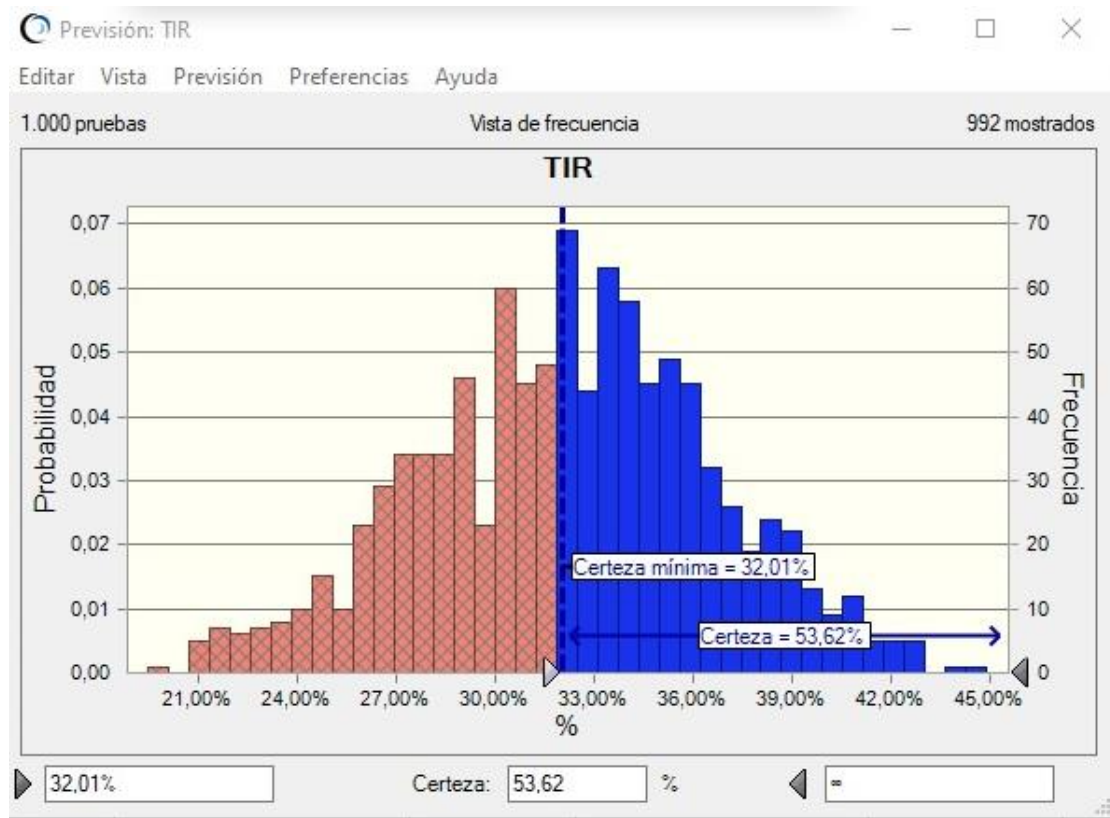 Previsión: TIR
Editar Vista Previsión Preferencias Ayuda
1.000 pruebas Vista de frecuencia 992 mostrados
TIR
0,07 70
0,06 60
0,05 50
0,04 40
0,03 30
0,02 20
0,01 10
0,00 0
Probabilidad
Frecuencia
Certeza mínima = 32,01%
Certeza = 53,62%
21,00% 24,00% 27,00% 30,00% 33,00% 36,00% 39,00% 42,00% 45,00%
%
32,01% Certeza: 53,62 % ∞